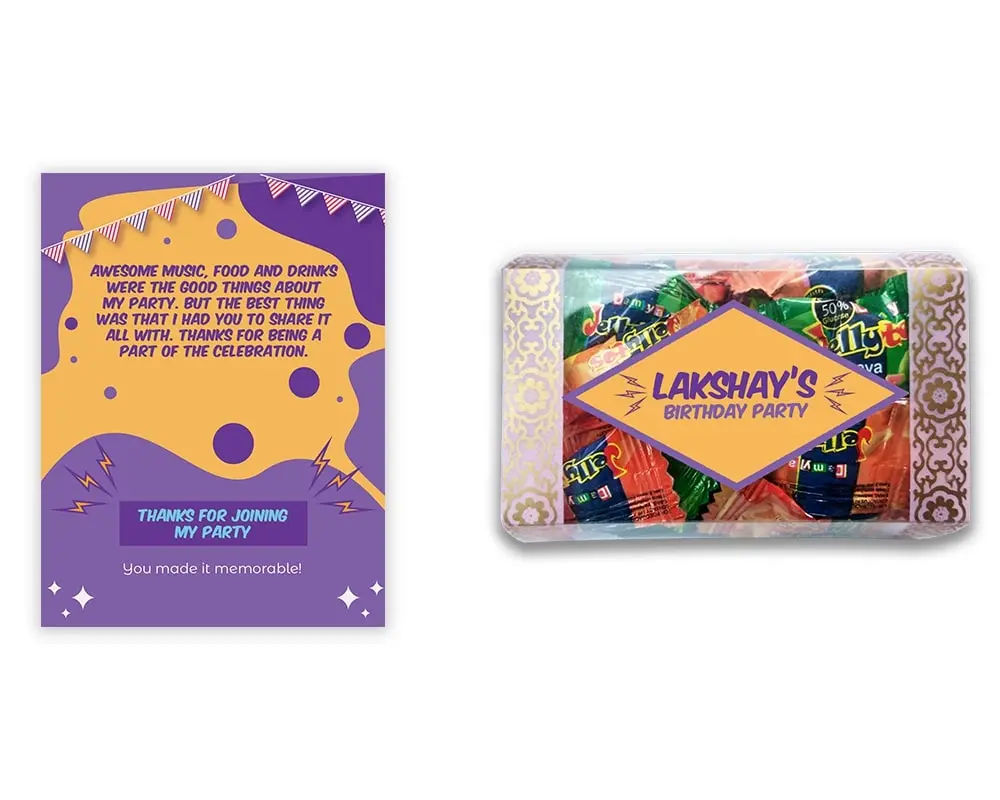 AWESOME MUSIC, FOOD AND DRINKS
WERE THE GOOD THINGS ABOUT
MY PARTY. BUT THE BEST THING
WAS THAT I HAD YOU TO SHARE IT
ALL WITH. THANKS FOR BEING A
PART OF THE CELEBRATION.
THANKS FOR JOINING
MY PARTY
You made it memorable!
50%
LAKSHAY'S
BIRTHDAY PARTY